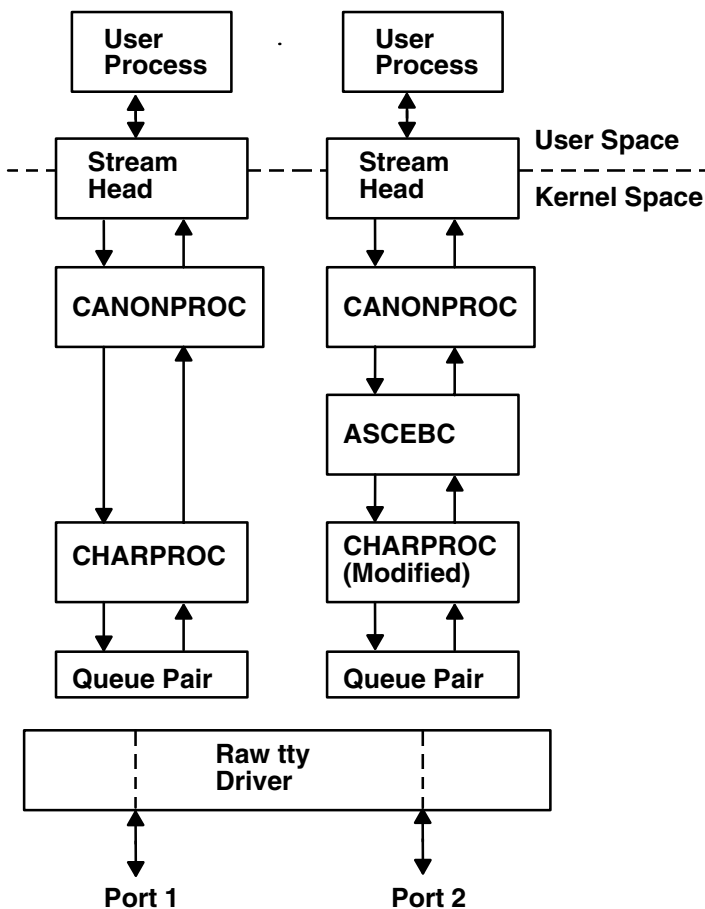 User
Process
User
Process
User Space
Stream
Head
Stream
Head
Kernel Space
CANONPROC
CANONPROC
ASCEBC
CHARPROC
CHARPROC
(Modified)
Queue Pair
Queue Pair
Raw tty
Driver
Port 1
Port 2